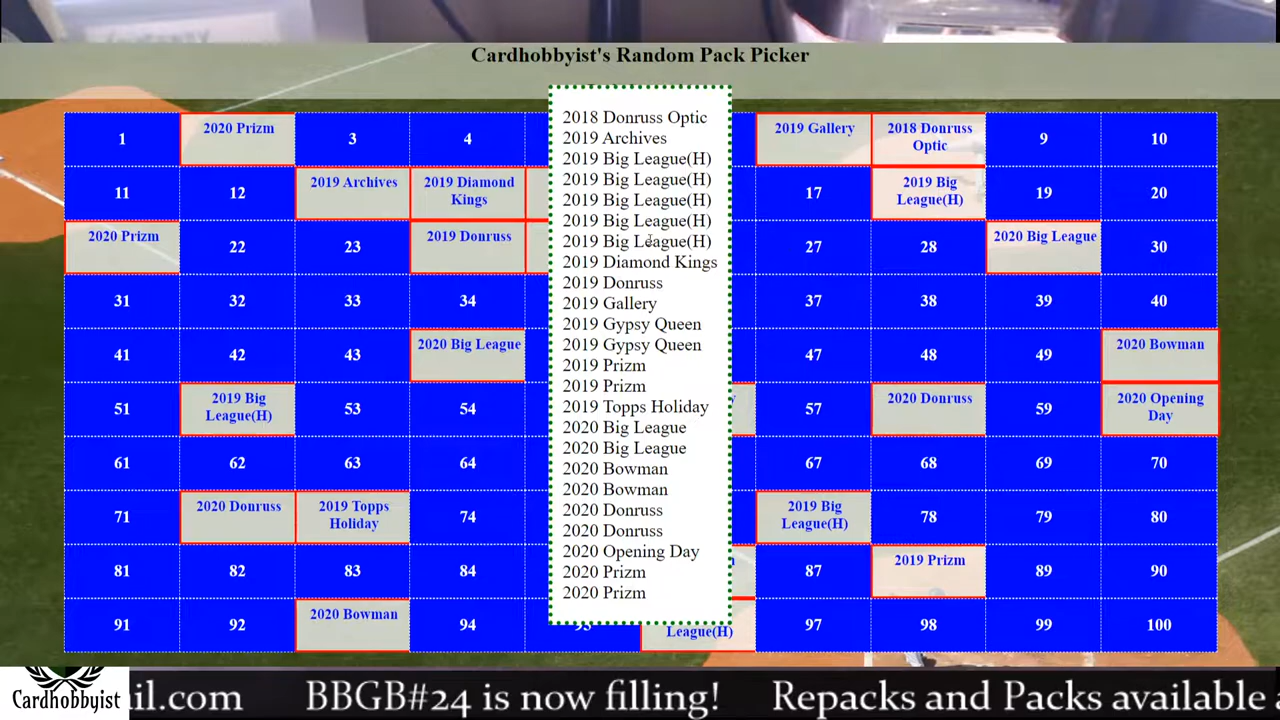 Cardhobbyist's Random Pack Picker
1
2020 Prizm
3
4
2019 Gallery
2018 Donruss
Optic
9
10
11
12
2019 Archives
2019 Diamond
Kings
17
2019 Big
League(H)
19
20
2020 Prizm
22
23
2019 Donruss
27
28
2020 Big League
30
31
32
33
34
37
38
39
40
41
42
43
2020 Big League
47
48
49
2020 Bowman
51
2019 Big
League(H)
53
54
57
2020 Donruss
59
2020 Opening
Day
61
62
63
64
67
68
69
70
71
2020 Donruss
2019 Topps
Holiday
74
2019 Big
League(H)
78
79
80
81
82
83
84
87
2019 Prizm
89
90
91
92
2020 Bowman
94
95
League(H)
97
98
99
100
2018 Donruss Optic
2019 Archives
2019 Big League(H)
2019 Big League(H)
2019 Big League(H)
2019 Big League(H)
2019 Big League(H)
2019 Diamond Kings
2019 Donruss
2019 Gallery
2019 Gypsy Queen
2019 Gypsy Queen
2019 Prizm
2019 Prizm
2019 Topps Holiday
2020 Big League
2020 Big League
2020 Bowman
2020 Bowman
2020 Donruss
2020 Donruss
2020 Opening Day
2020 Prizm
2020 Prizm
Cardhobbyist
il.com BBGB#24 is now filling! Repacks and Packs available